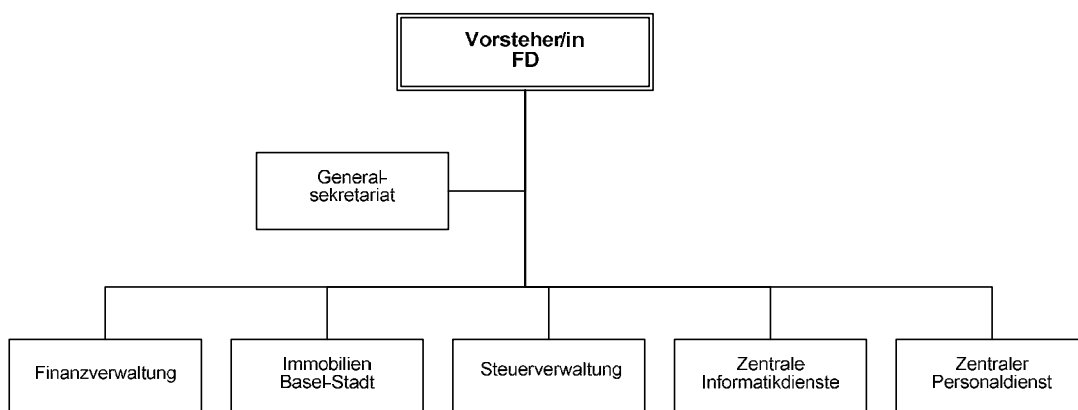 Vorsteher/in
FD
General-
sekretariat
Finanzverwaltung
Immobilien
Basel-Stadt
Steuerverwaltung
Zentrale
Informatikdienste
Zentraler
Personaldienst